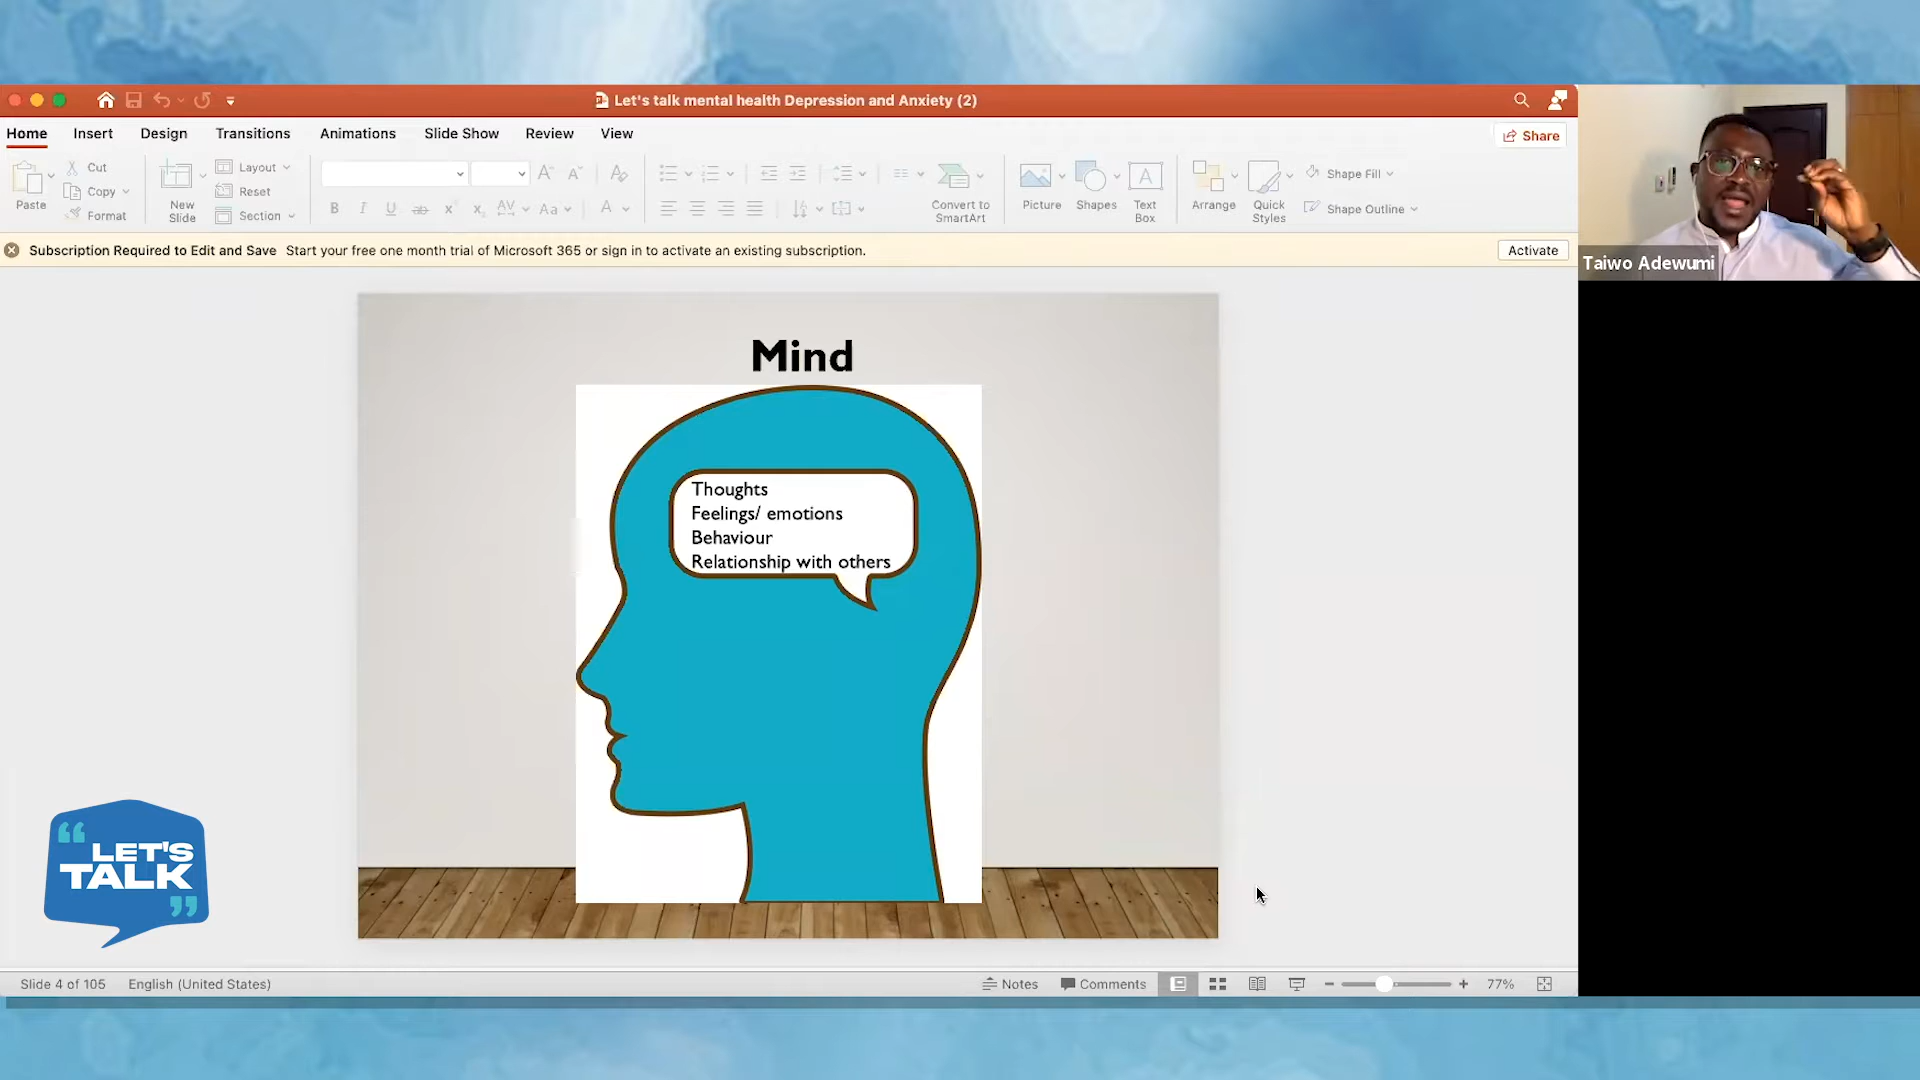 Let's talk mental health Depression and Anxiety (2)
Home Insert Design Transitions Animations Slide Show Review View
Share
Paste
Cut
Copy
Format
New
Slide
Layout
Reset
Section
B I U ab x x AV Aa A
Convert to
SmartArt
Picture
Shapes
Text
Box
Arrange
Quick
Styles
Shape Fill
Shape Outline
Subscription Required to Edit and Save Start your free one month trial of Microsoft 365 or sign in to activate an existing subscription.
Activate
Taiwo Adewumi
Mind
Thoughts
Feelings/ emotions
Behaviour
Relationship with others
“ LET'S
TALK ”
Slide 4 of 105 English (United States)
Notes Comments 77%